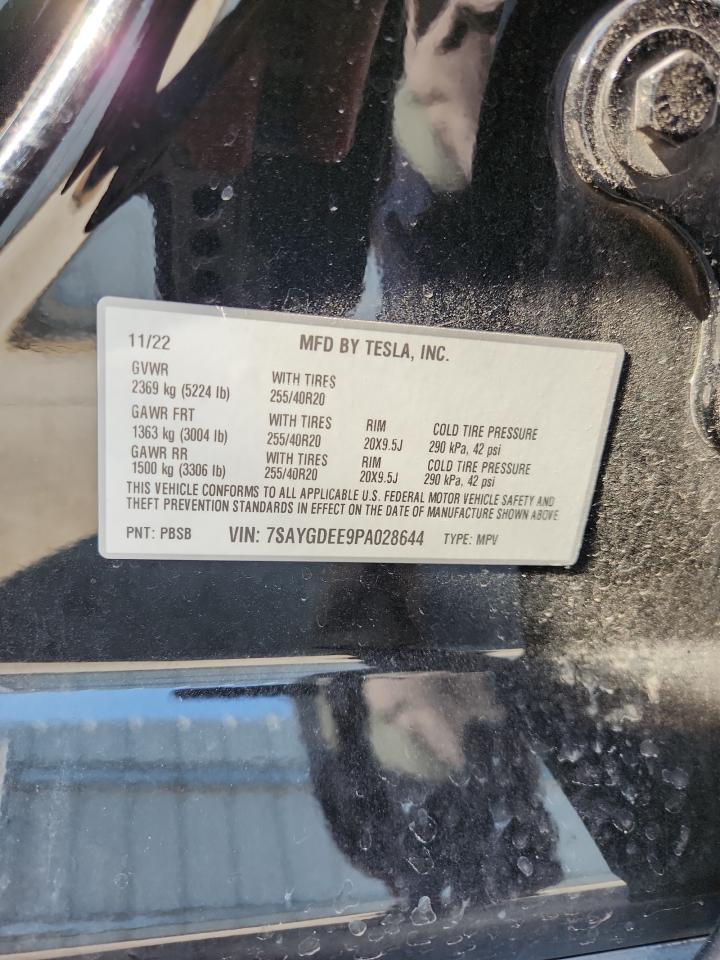 11/22 MFD BY TESLA, INC.
GVWR
2369 kg (5224 lb) WITH TIRES 255/40R20
GAWR FRT WITH TIRES RIM COLD TIRE PRESSURE
1363 kg (3004 lb) 255/40R20 20X9.5J 290 kPa, 42 psi
GAWR RR WITH TIRES RIM COLD TIRE PRESSURE
1500 kg (3306 lb) 255/40R20 20X9.5J 290 kPa, 42 psi
THIS VEHICLE CONFORMS TO ALL APPLICABLE U.S. FEDERAL MOTOR VEHICLE SAFETY AND
THEFT PREVENTION STANDARDS IN EFFECT ON THE DATE OF MANUFACTURE SHOWN ABOVE
PNT: PBSB VIN: 7SAYGDEE9PA028644 TYPE: MPV